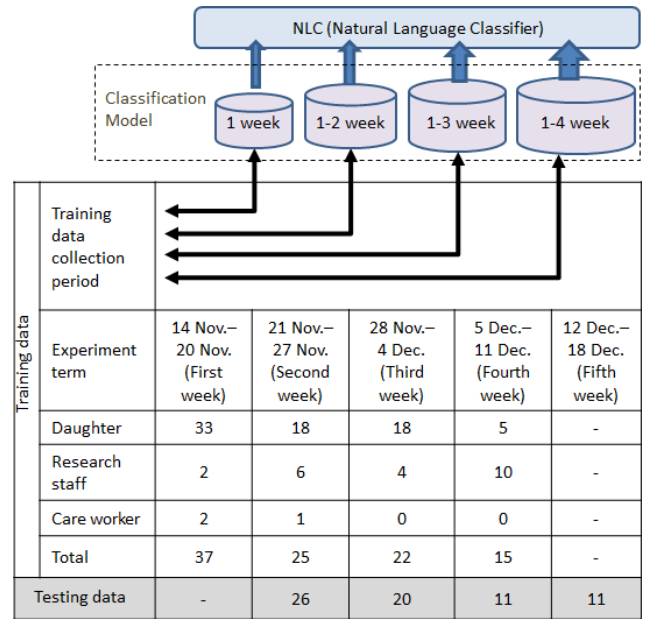 NLC (Natural Language Classifier)
Classification
Model
1 week
1-2 week
1-3 week
1-4 week
Training data
Training
data
collection
period
Experiment
term
14 Nov.–
20 Nov.
(First
week)
21 Nov.–
27 Nov.
(Second
week)
28 Nov.–
4 Dec.
(Third
week)
5 Dec.–
11 Dec.
(Fourth
week)
12 Dec.–
18 Dec.
(Fifth
week)
Daughter 33 18 18 5 -
Research
staff
2 6 4 10 -
Care worker 2 1 0 0 -
Total 37 25 22 15 -
Testing data - 26 20 11 11